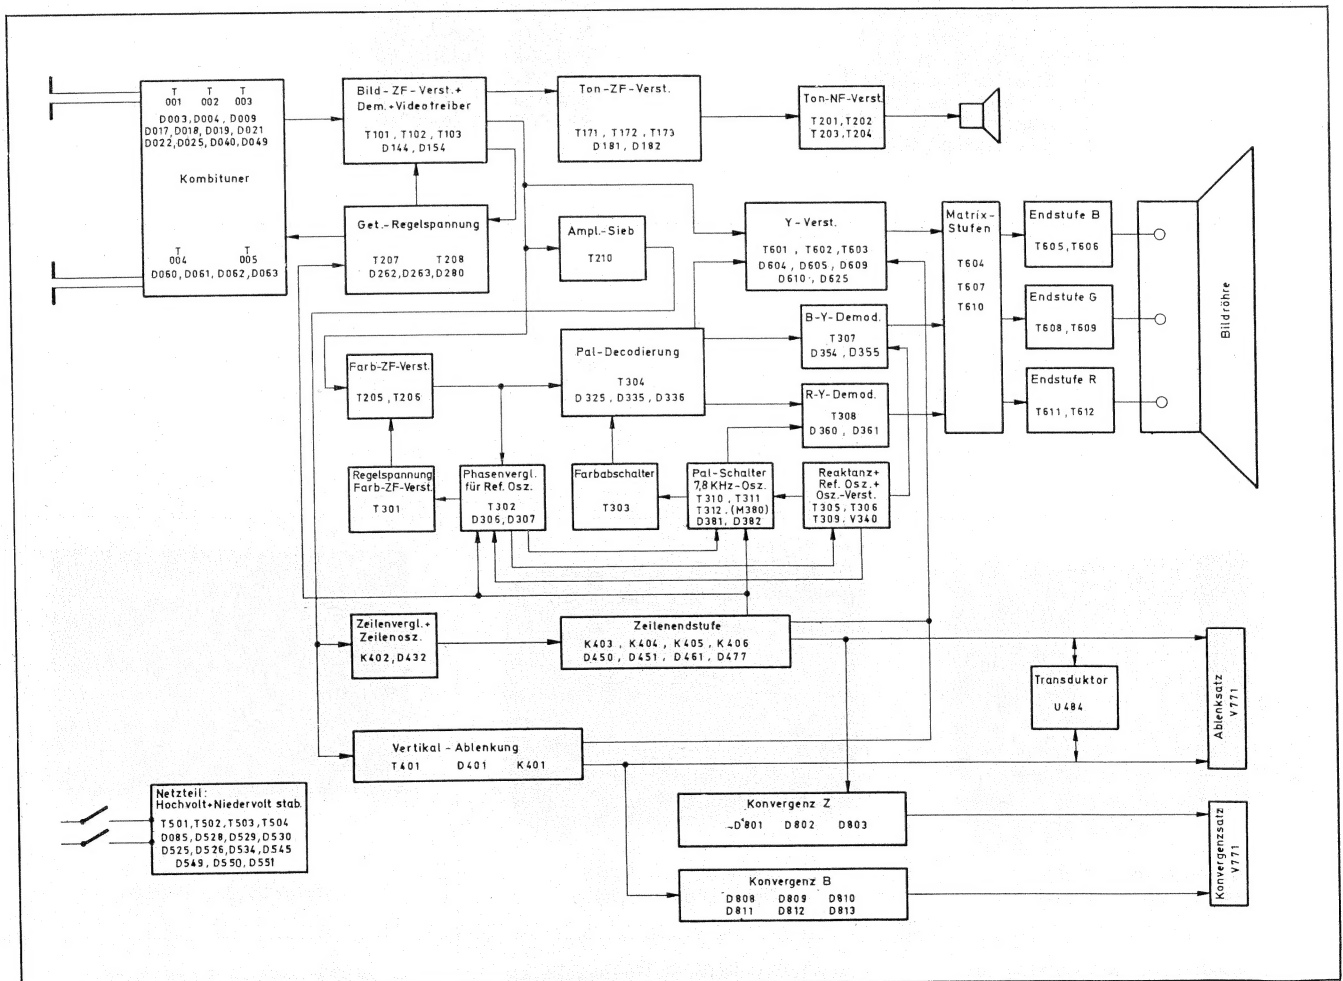 T T T
001 002 003
D003,D004, D009
D017,D018, D019, D021
D022,D025, D040,D049
Kombituner
T T
004 005
D060,D061, D062,D063
Bild-ZF-Verst.+
Dem.+Videotreiber
T101, T102, T103
D144, D154
Ton-ZF-Verst.
T171, T172, T173
D181, D182
Ton-NF-Verst.
T201,T202
T203,T204
Get.-Regelspannung
T207 T208
D262,D263,D280
Ampl.-Sieb
T210
Y-Verst.
T601, T602, T603
D604, D605, D609
D610, D625
Matrix-
Stufen
T604
T607
T610
Endstufe B
T605,T606
Endstufe G
T608,T609
Endstufe R
T611,T612
Bildröhre
Farb-ZF-Verst.
T205,T206
Pal-Decodierung
T304
D325, D335, D336
B-Y-Demod.
T307
D354, D355
R-Y-Demod.
T308
D360, D361
Regelspannung
Farb-ZF-Verst.
T301
Phasenvergl.
für Ref. Osz.
T302
D306,D307
Farbabschalter
T303
Pal-Schalter
7,8 KHz-Osz.
T310, T311
T312.(M380)
D381, D382
Reaktanz+
Ref. Osz.+
Osz.-Verst.
T305, T306
T309, V340
Zeilenvergl.+
Zeilenosz.
K402,D432
Zeilenendstufe
K403, K404, K405, K406
D450, D451, D461, D477
Transduktor
U484
Ablenksatz
V771
Vertikal-Ablenkung
T401 D401 K401
Netzteil:
Hochvolt+Niedervolt stab.
T501,T502,T503,T504
D085,D528,D529,D530
D525,D526,D534,D545
D549, D550,D551
Konvergenz Z
D801 D802 D803
Konvergenz B
D808 D809 D810
D811 D812 D813
Konvergenzsatz
V771